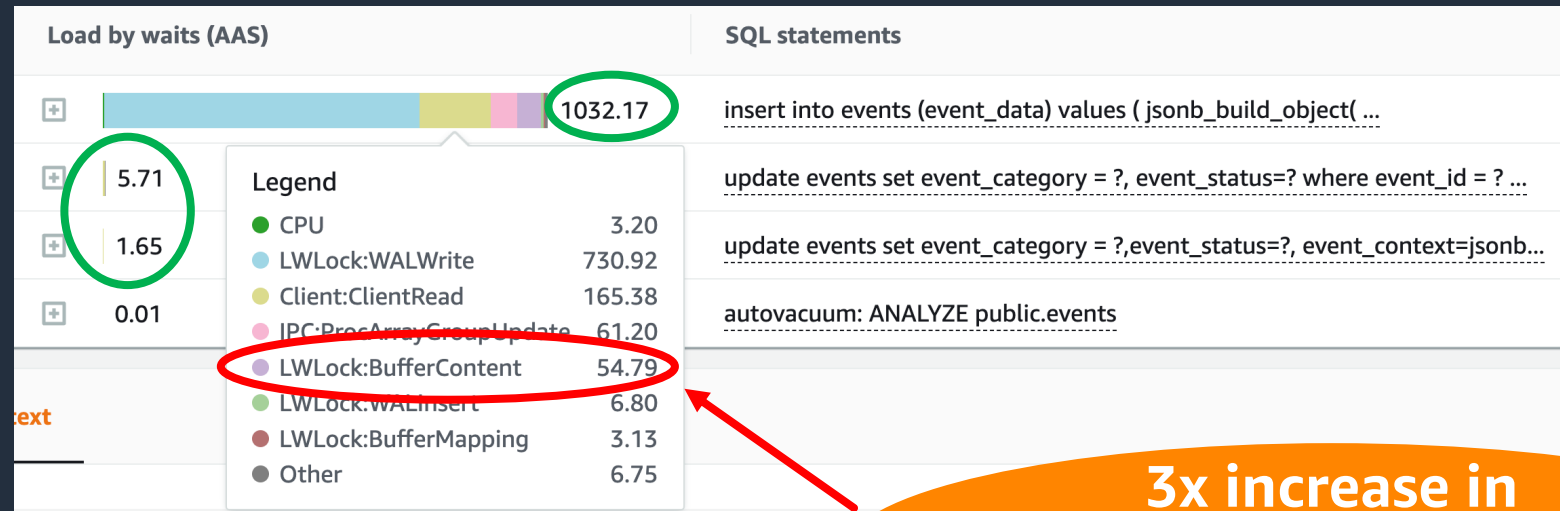 Load by waits (AAS) SQL statements
1032.17 insert into events (event_data) values ( jsonb_build_object( ...
5.71 update events set event_category = ?, event_status=? where event_id = ? ...
1.65 update events set event_category = ?,event_status=?, event_context=jsonb...
0.01 autovacuum: ANALYZE public.events
Legend
CPU 3.20
LWLock:WALWrite 730.92
Client:ClientRead 165.38
IPC:ProcArrayGroupUpdate 61.20
LWLock:BufferContent 54.79
LWLock:WALInsert 6.80
LWLock:BufferMapping 3.13
Other 6.75
text
3x increase in